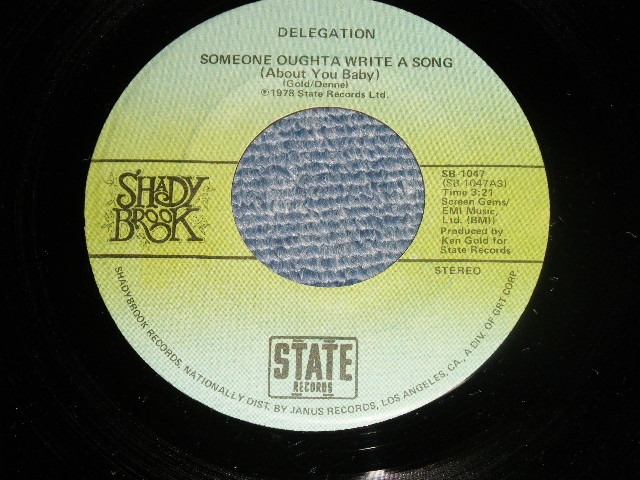 DELEGATION
SOMEONE OUGHTA WRITE A SONG
(About You Baby)
(Gold/Denne)
℗1978 State Records Ltd.
SHADY
BROOK
SB-1047
(SB-1047AS)
Time 3:21
Screen Gems/
EMI Music,
Ltd. (BMI)
Produced by
Ken Gold for
State Records
STEREO
STATE
RECORDS
SHADYBROOK RECORDS, NATIONALLY DIST. BY JANUS RECORDS, LOS ANGELES, CA., A DIV. OF GRT CORP.